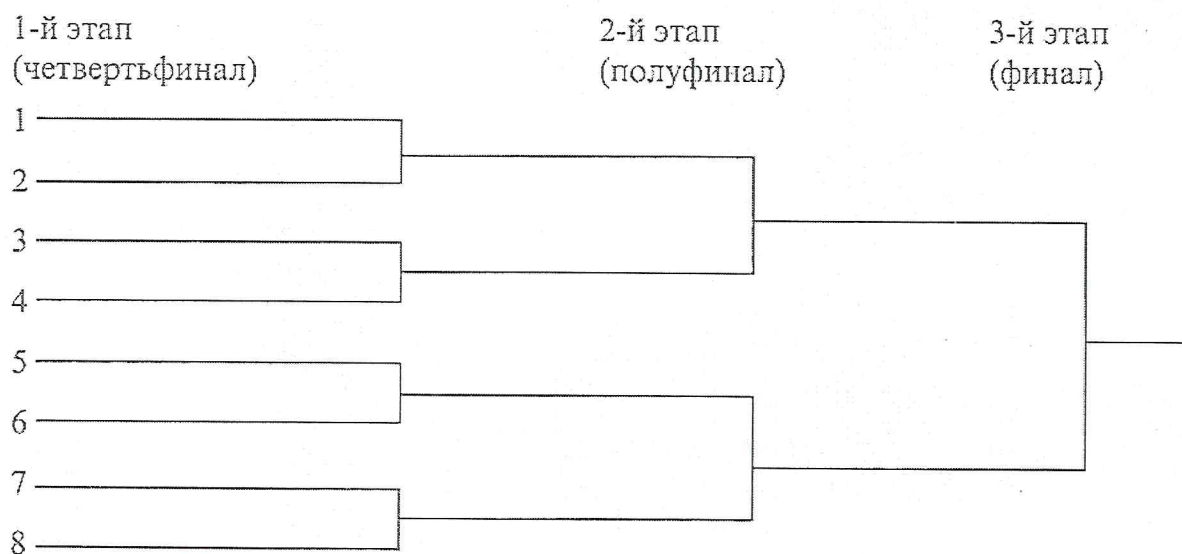 1-й этап
(четвертьфинал)
2-й этап
(полуфинал)
3-й этап
(финал)
1
2
3
4
5
6
7
8